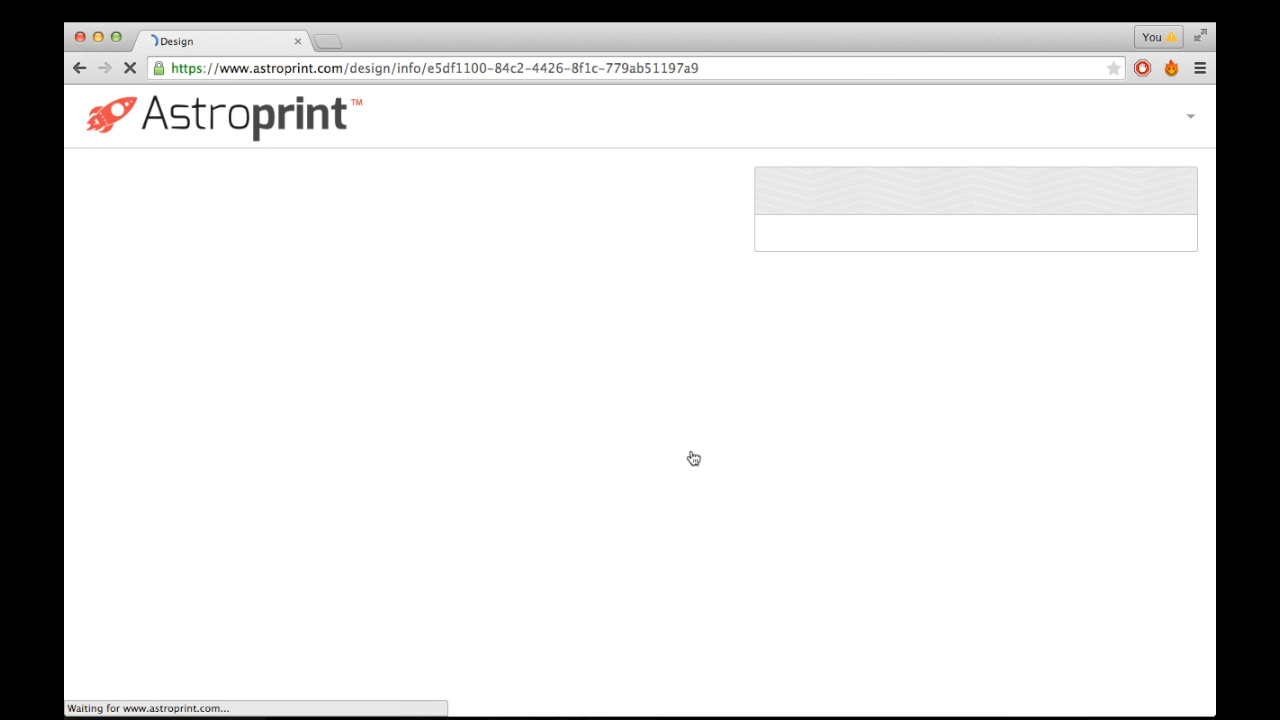 Design
You
https://www.astroprint.com/design/info/e5df1100-84c2-4426-8f1c-779ab51197a9
Astroprint™
Waiting for www.astroprint.com...